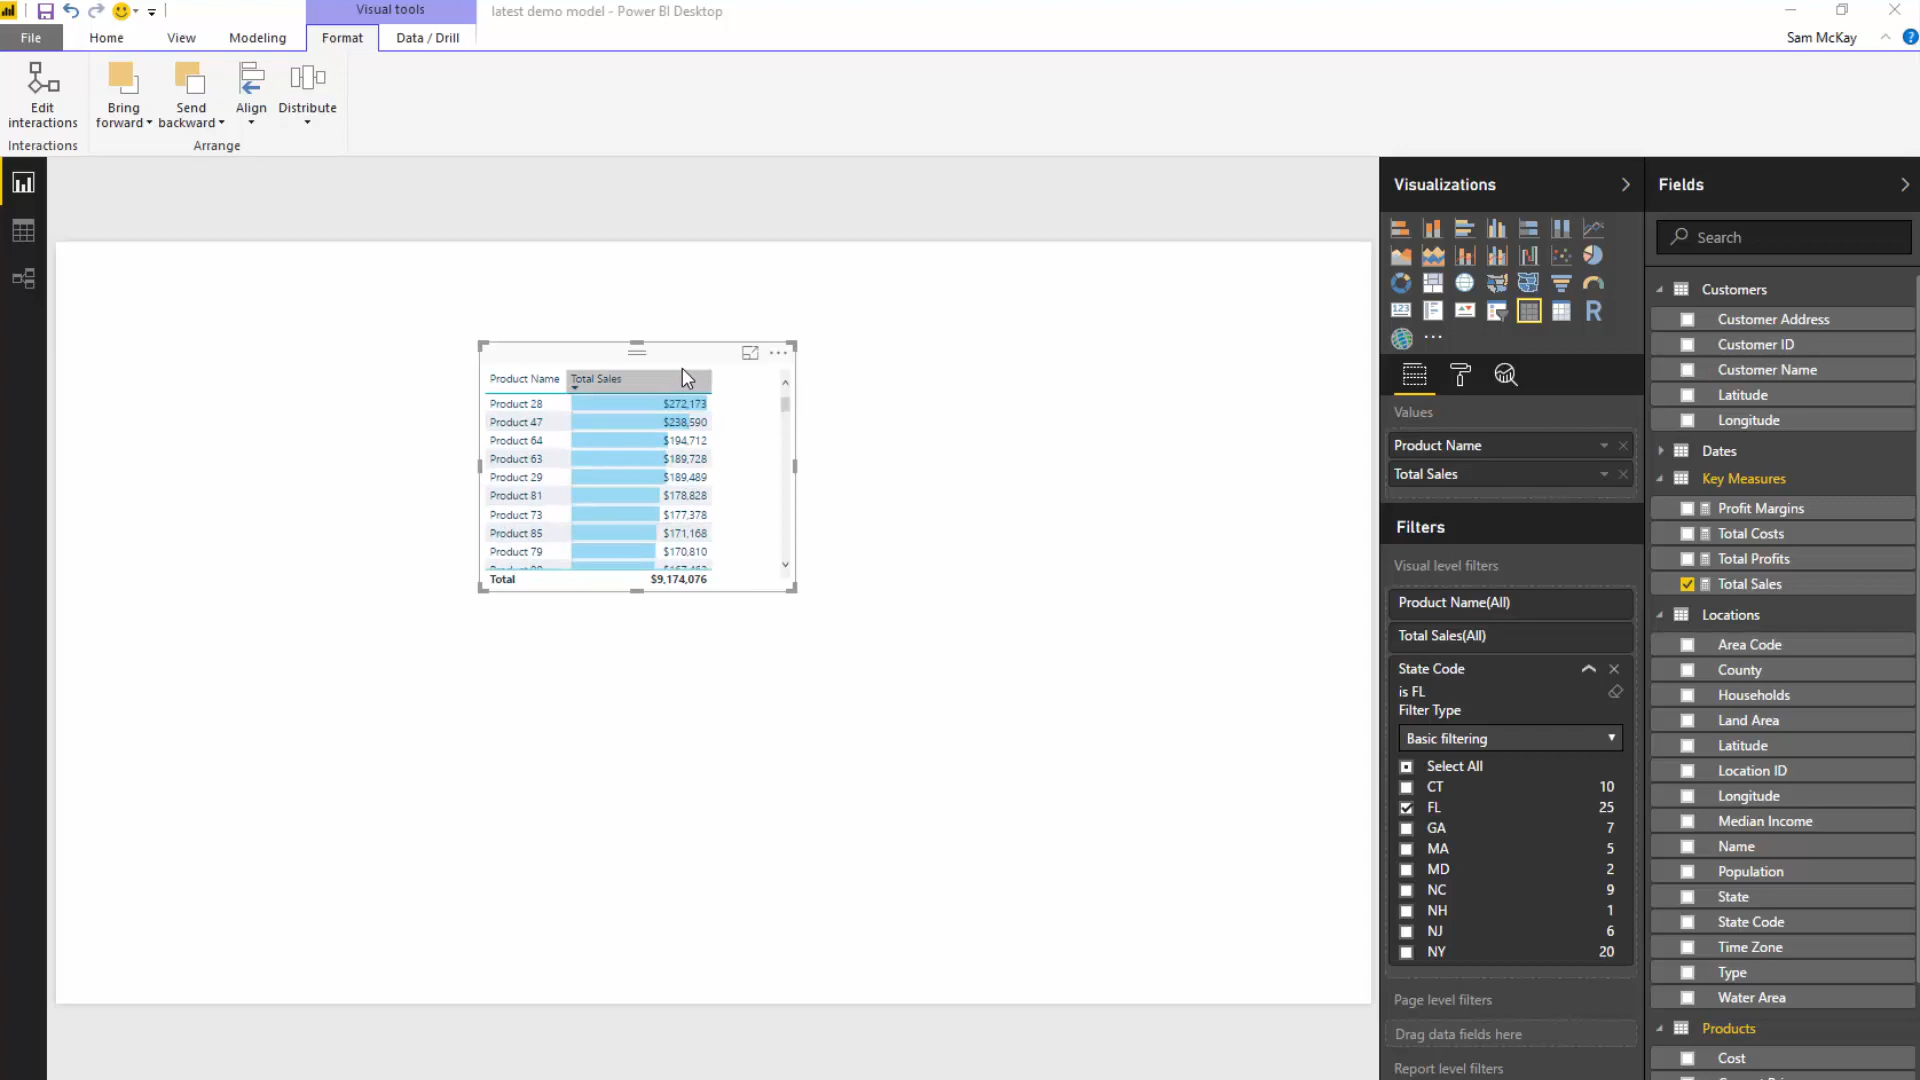 Visual tools
latest demo model - Power BI Desktop
File
Home
View
Modeling
Format
Data / Drill
Sam McKay
?
Edit
interactions
Bring
forward
Send
backward
Align
Distribute
Interactions
Arrange
Visualizations
Fields
Search
123
R
Values
Product Name
Total Sales
Filters
Visual level filters
Product Name(All)
Total Sales(All)
State Code
is FL
Filter Type
Basic filtering
Select All
CT 10
FL 25
GA 7
MA 5
MD 2
NC 9
NH 1
NJ 6
NY 20
Page level filters
Drag data fields here
Report level filters
Customers
Customer Address
Customer ID
Customer Name
Latitude
Longitude
Dates
Key Measures
Profit Margins
Total Costs
Total Profits
Total Sales
Locations
Area Code
County
Households
Land Area
Latitude
Location ID
Longitude
Median Income
Name
Population
State
State Code
Time Zone
Type
Water Area
Products
Cost
Product Name Total Sales
Product 28 $272,173
Product 47 $238,590
Product 64 $194,712
Product 63 $189,728
Product 29 $189,489
Product 81 $178,828
Product 73 $177,378
Product 85 $171,168
Product 79 $170,810
Total $9,174,076